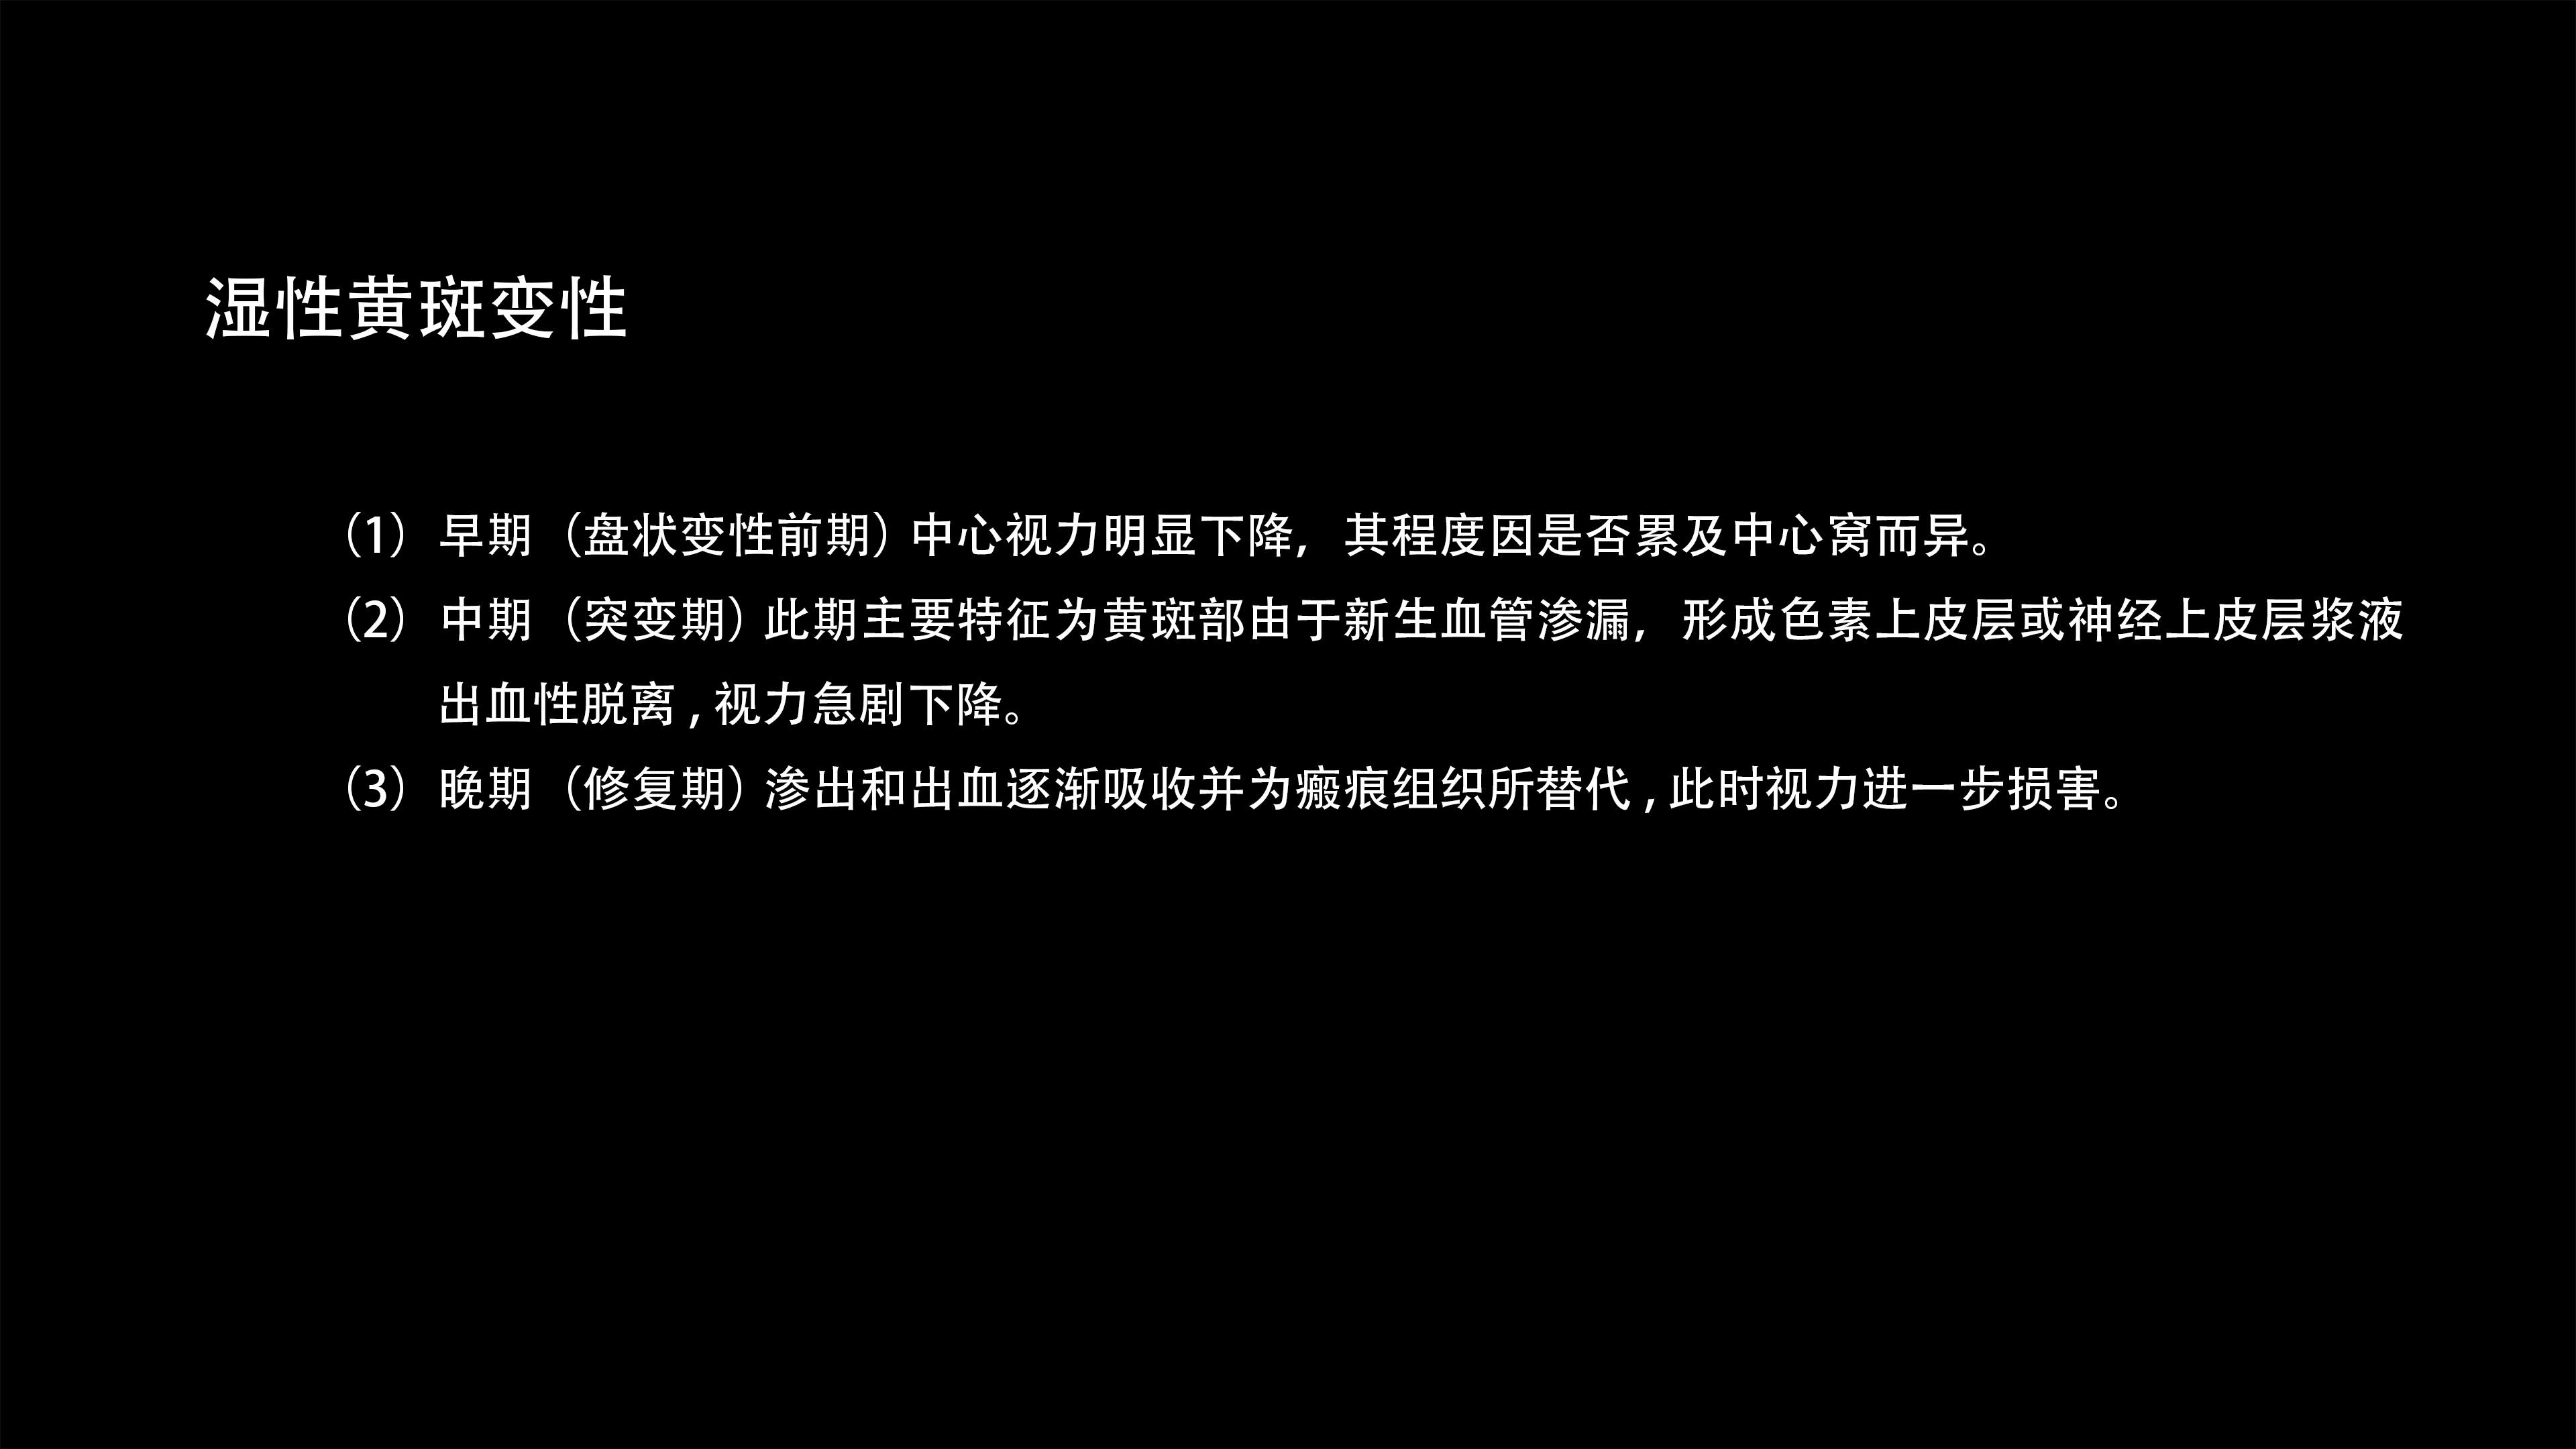 湿性黄斑变性
（1）早期（盘状变性前期）中心视力明显下降，其程度因是否累及中心窝而异。
（2）中期（突变期）此期主要特征为黄斑部由于新生血管渗漏，形成色素上皮层或神经上皮层浆液
出血性脱离,视力急剧下降。
（3）晚期（修复期）渗出和出血逐渐吸收并为瘢痕组织所替代,此时视力进一步损害。